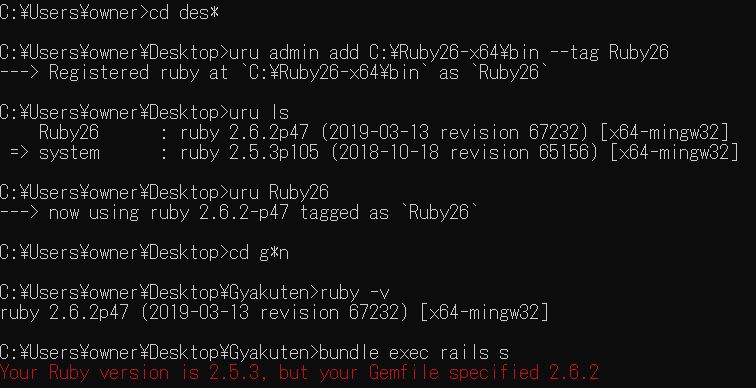 C:¥Users¥owner>cd des*
C:¥Users¥owner¥Desktop>uru admin add C:¥Ruby26-x64¥bin --tag Ruby26
---> Registered ruby at `C:¥Ruby26-x64¥bin` as `Ruby26`
C:¥Users¥owner¥Desktop>uru ls
Ruby26 : ruby 2.6.2p47 (2019-03-13 revision 67232) [x64-mingw32]
=> system : ruby 2.5.3p105 (2018-10-18 revision 65156) [x64-mingw32]
C:¥Users¥owner¥Desktop>uru Ruby26
---> now using ruby 2.6.2-p47 tagged as `Ruby26`
C:¥Users¥owner¥Desktop>cd g*n
C:¥Users¥owner¥Desktop¥Gyakuten>ruby -v
ruby 2.6.2p47 (2019-03-13 revision 67232) [x64-mingw32]
C:¥Users¥owner¥Desktop¥Gyakuten>bundle exec rails s
Your Ruby version is 2.5.3, but your Gemfile specified 2.6.2